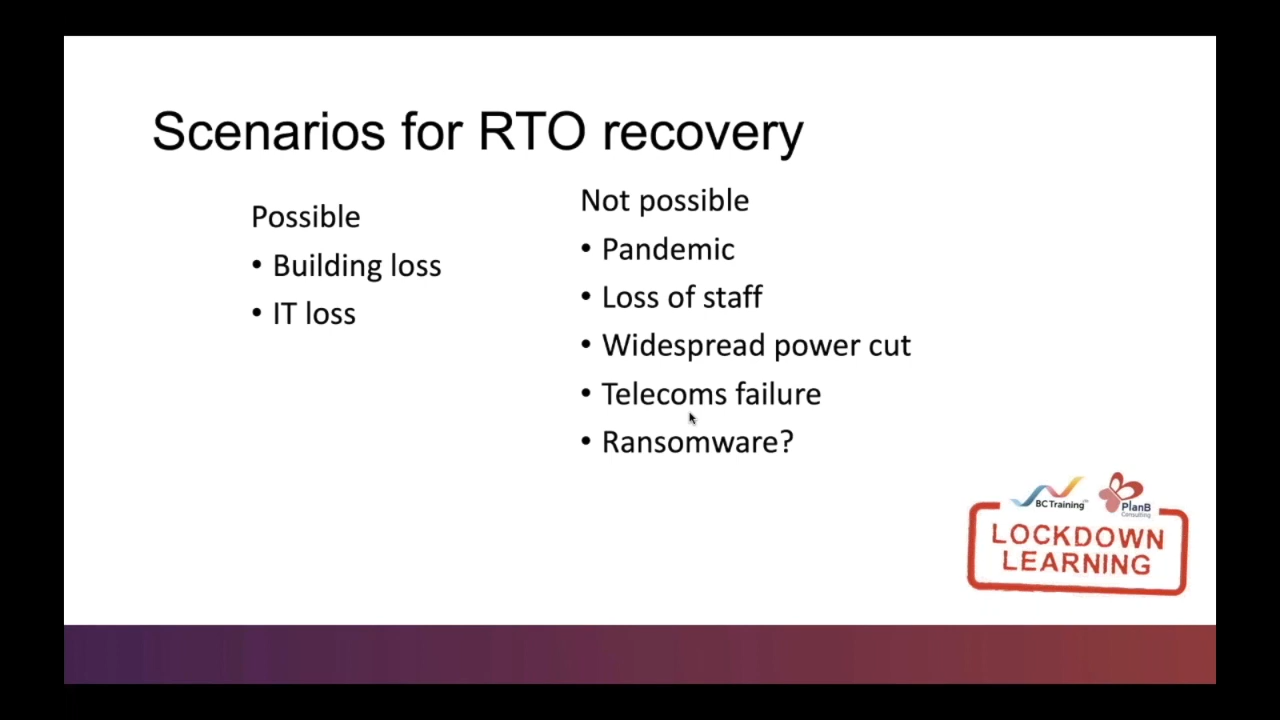 Scenarios for RTO recovery
Possible
• Building loss
• IT loss
Not possible
• Pandemic
• Loss of staff
• Widespread power cut
• Telecoms failure
• Ransomware?
BC Training
PlanB
Consulting
LOCKDOWN
LEARNING